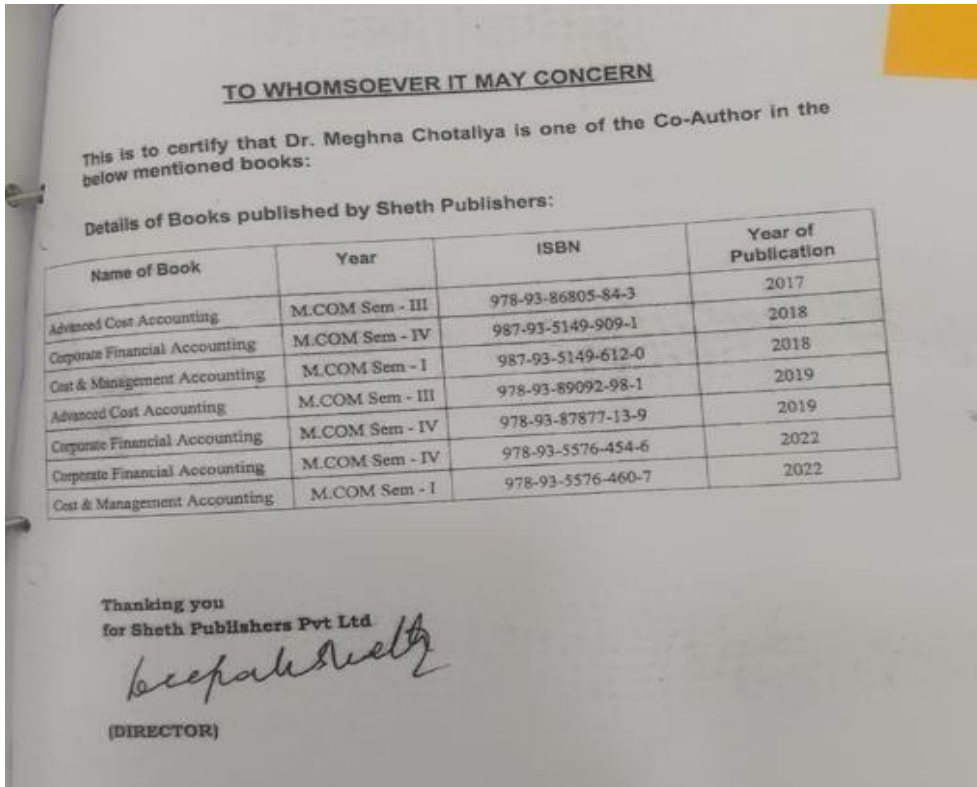 TO WHOMSOEVER IT MAY CONCERN
This is to certify that Dr. Meghna Chotaliya is one of the Co-Author in the
below mentioned books:
Details of Books published by Sheth Publishers:
Name of Book Year ISBN Year of Publication
Advanced Cost Accounting M.COM Sem - III 978-93-86805-84-3 2017
Corporate Financial Accounting M.COM Sem - IV 987-93-5149-909-1 2018
Cost & Management Accounting M.COM Sem - I 987-93-5149-612-0 2018
Advanced Cost Accounting M.COM Sem - III 978-93-89092-98-1 2019
Corporate Financial Accounting M.COM Sem - IV 978-93-87877-13-9 2019
Corporate Financial Accounting M.COM Sem - IV 978-93-5576-454-6 2022
Cost & Management Accounting M.COM Sem - I 978-93-5576-460-7 2022
Thanking you
for Sheth Publishers Pvt Ltd
(DIRECTOR)